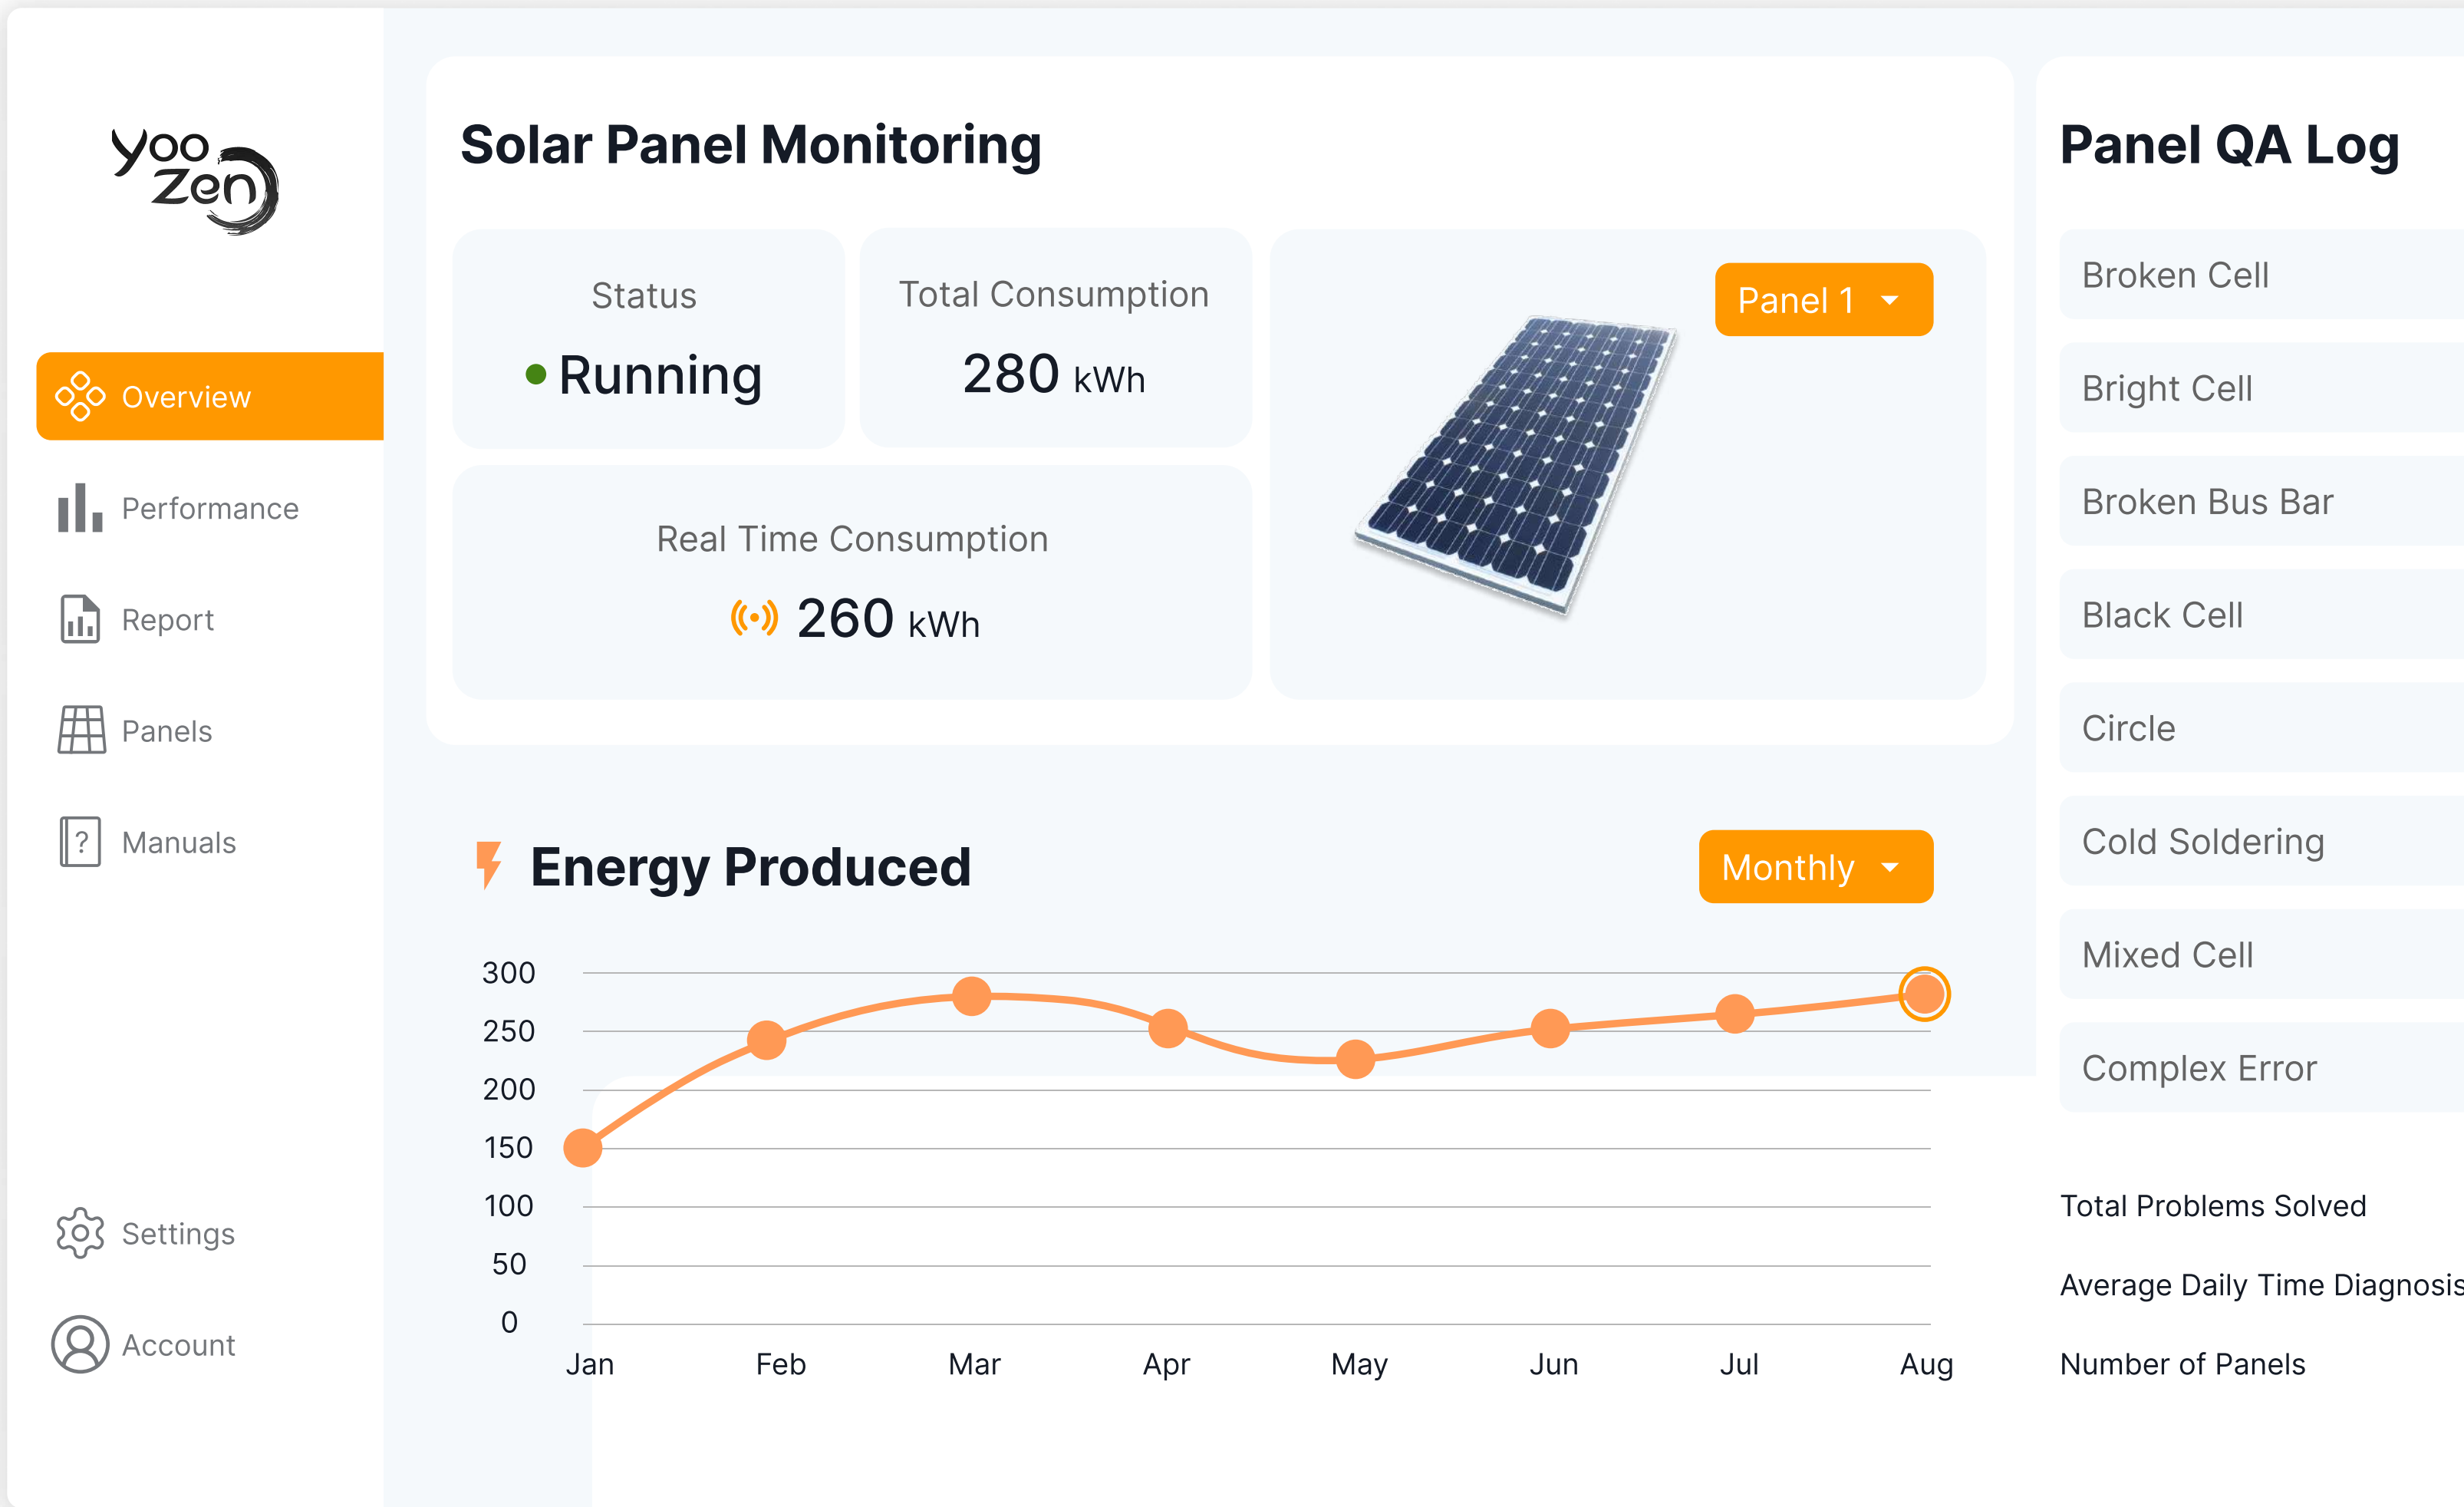 Yoo
Zen
Overview
Performance
Report
Panels
Manuals
Settings
Account
Solar Panel Monitoring
Status
Running
Total Consumption
280 kWh
Real Time Consumption
260 kWh
Panel 1
Energy Produced
Monthly
300
250
200
150
100
50
0
Jan Feb Mar Apr May Jun Jul Aug
Panel QA Log
Broken Cell
Bright Cell
Broken Bus Bar
Black Cell
Circle
Cold Soldering
Mixed Cell
Complex Error
Total Problems Solved
Average Daily Time Diagnosis
Number of Panels